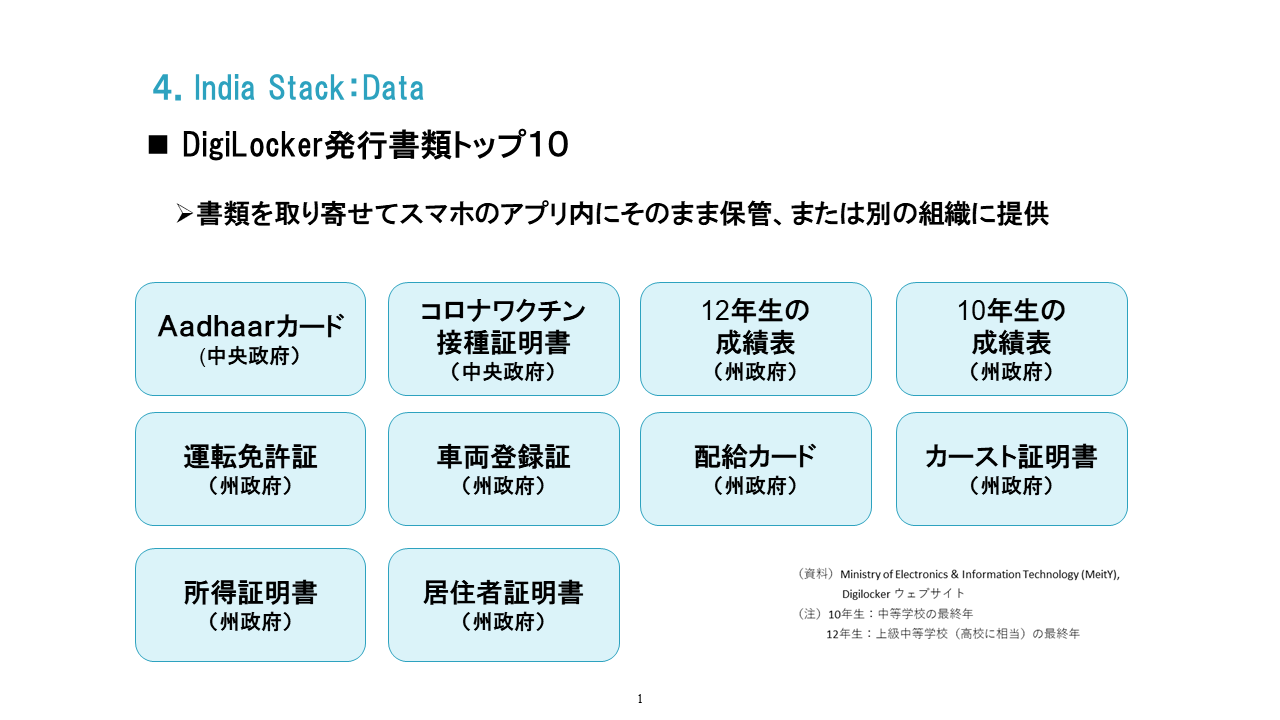 ４．India Stack：Data
■ DigiLocker発行書類トップ１０
➢書類を取り寄せてスマホのアプリ内にそのまま保管、または別の組織に提供
Aadhaarカード
(中央政府）
コロナワクチン
接種証明書
（中央政府）
12年生の
成績表
（州政府）
10年生の
成績表
（州政府）
運転免許証
（州政府）
車両登録証
（州政府）
配給カード
（州政府）
カースト証明書
（州政府）
所得証明書
（州政府）
居住者証明書
（州政府）
（資料）Ministry of Electronics & Information Technology (MeitY),
Digilocker ウェブサイト
（注）10年生：中等学校の最終年
12年生：上級中等学校（高校に相当）の最終年
1